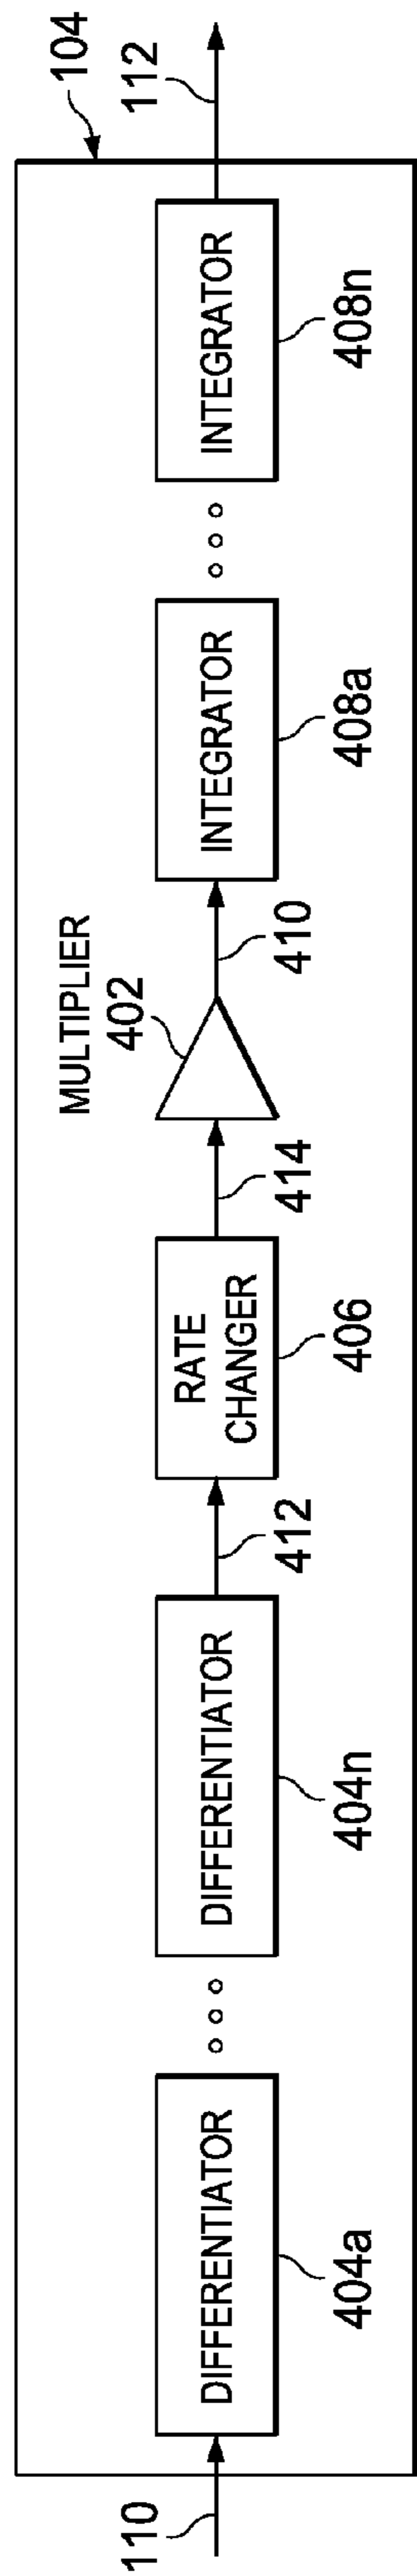 104
110
DIFFERENTIATOR
404a
DIFFERENTIATOR
404n
412
RATE
CHANGER
406
414
MULTIPLIER
402
410
INTEGRATOR
408a
INTEGRATOR
408n
112